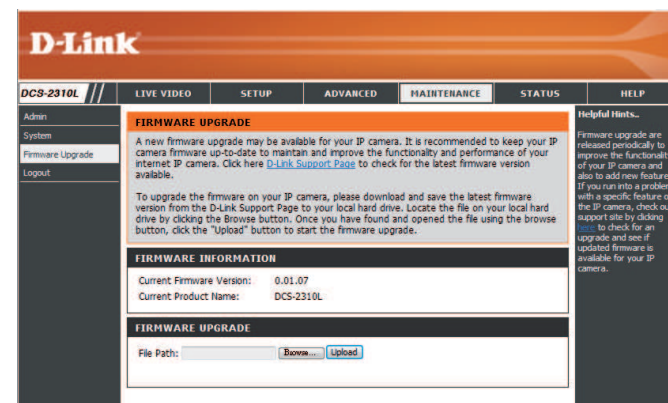 D-Link
DCS-2310L
LIVE VIDEO
SETUP
ADVANCED
MAINTENANCE
STATUS
HELP
Admin
System
Firmware Upgrade
Logout
FIRMWARE UPGRADE
A new firmware upgrade may be available for your IP camera. It is recommended to keep your IP
camera firmware up-to-date to maintain and improve the functionality and performance of your
internet IP camera. Click here D-Link Support Page to check for the latest firmware version
available.
To upgrade the firmware on your IP camera, please download and save the latest firmware
version from the D-Link Support Page to your local hard drive. Locate the file on your local hard
drive by clicking the Browse button. Once you have found and opened the file using the browse
button, click the "Upload" button to start the firmware upgrade.
FIRMWARE INFORMATION
Current Firmware Version: 0.01.07
Current Product Name: DCS-2310L
FIRMWARE UPGRADE
File Path: Browse... Upload
Helpful Hints..
Firmware upgrade are
released periodically to
improve the functionalit
of your IP camera and
also to add new feature
If you run into a problem
with a specific feature o
the IP camera, check ou
support site by clicking
here to check for an
upgrade and see if
updated firmware is
available for your IP
camera.